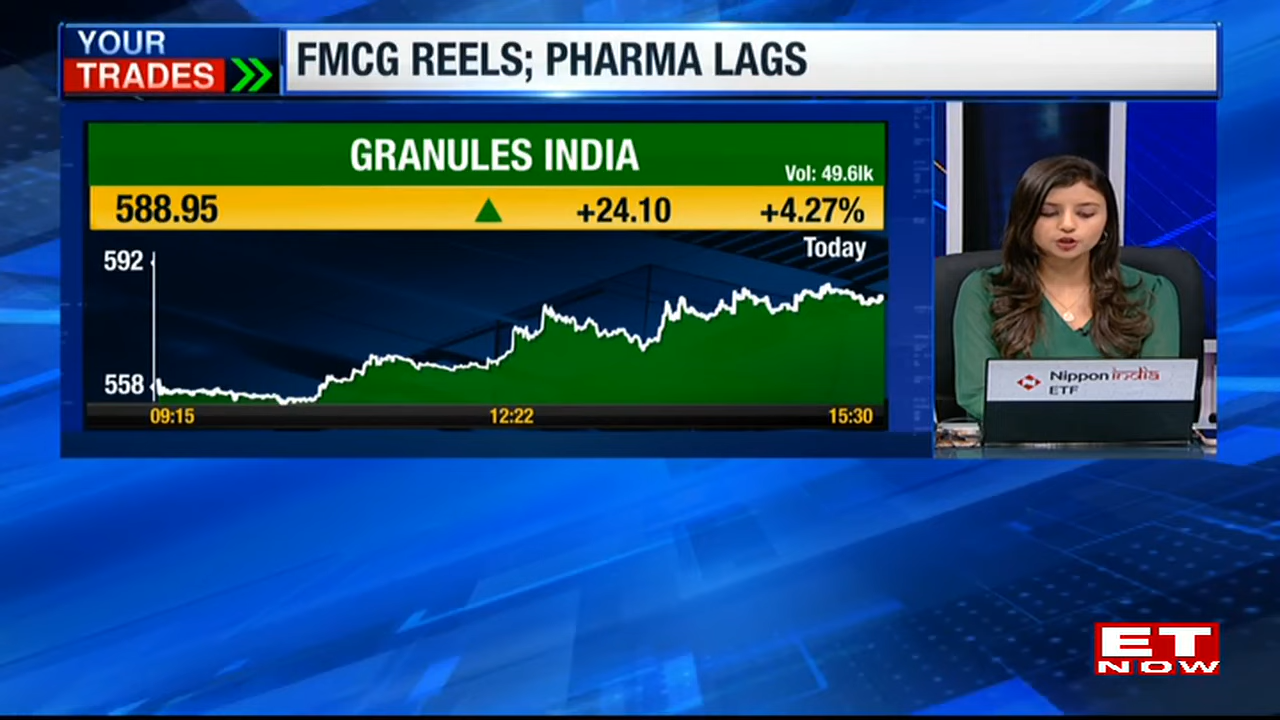 YOUR
TRADES
FMCG REELS; PHARMA LAGS
GRANULES INDIA
Vol: 49.6lk
588.95 +24.10 +4.27%
Today
592
558
09:15 12:22 15:30
Nippon india
ETF
ET
NOW